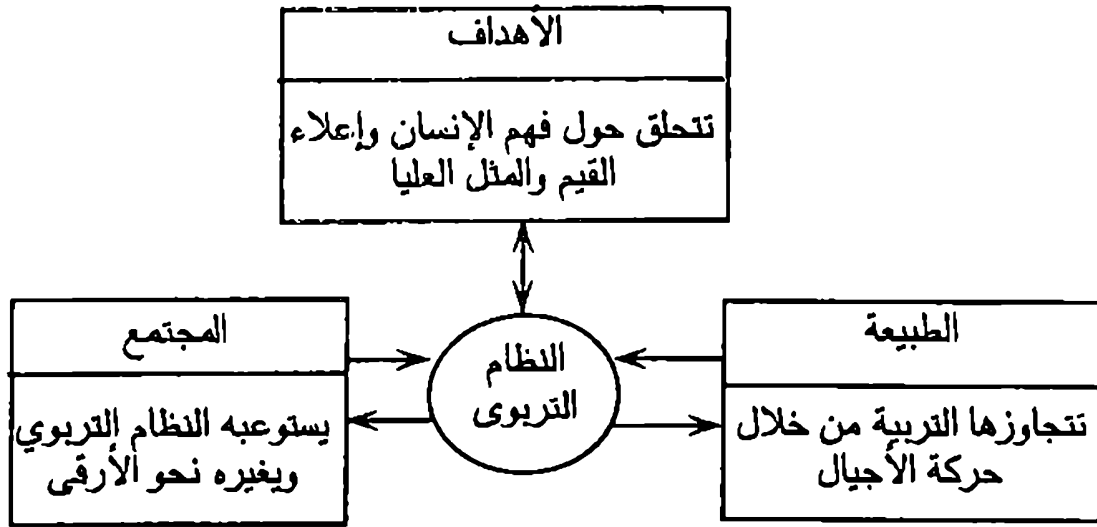 الأهداف
تتحلق حول فهم الإنسان وإعلاء
القيم والمثل العليا
الطبيعة
تتجاوزها التربية من خلال
حركة الأجيال
النظام
التربوى
المجتمع
يستوعبه النظام التربوي
ويغيره نحو الأرقى